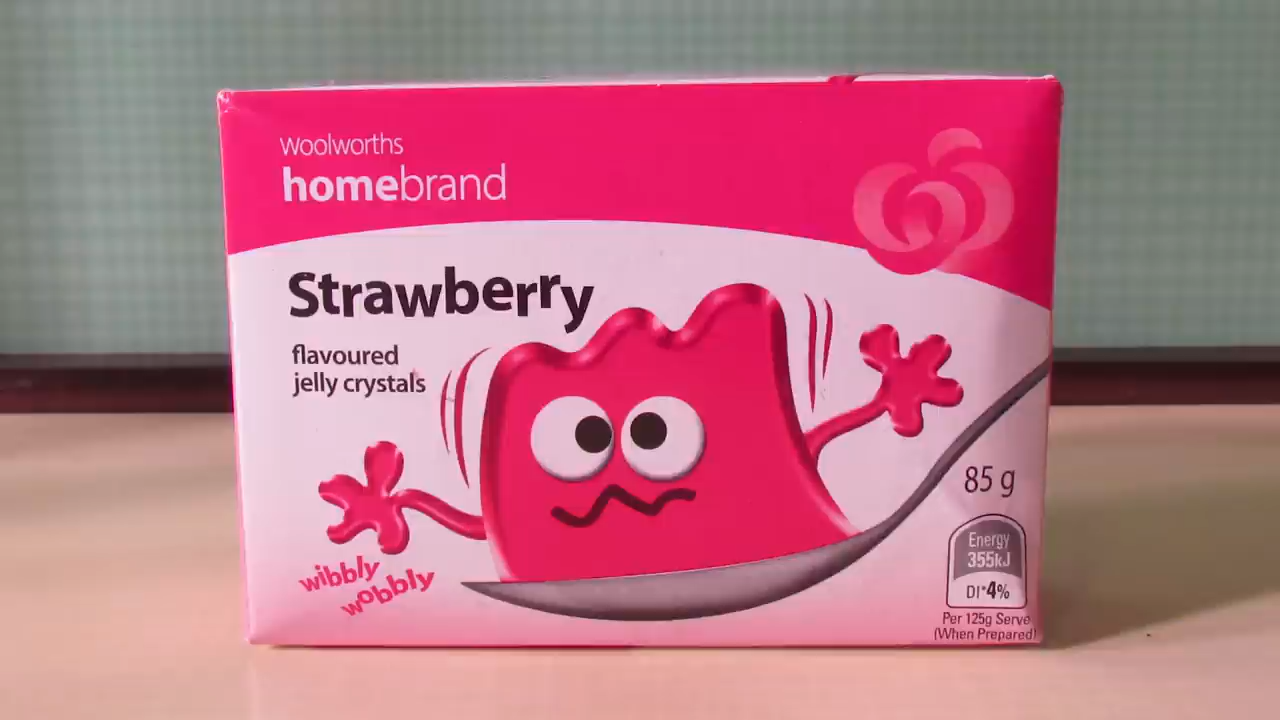 Woolworths
homebrand
Strawberry
flavoured
jelly crystals
wibbly
wobbly
85 g
Energy
355kJ
DI*4%
Per 125g Serve
(When Prepared)